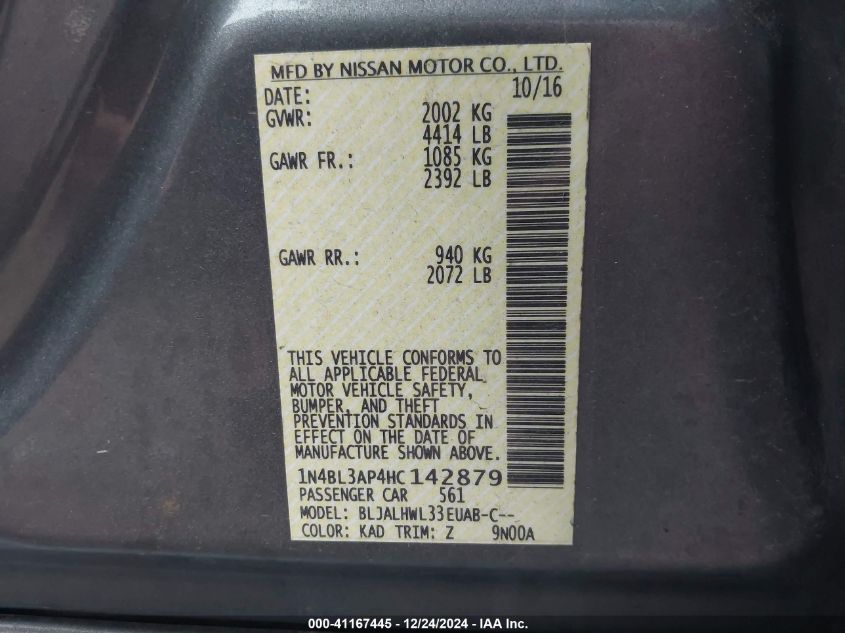 MFD BY NISSAN MOTOR CO., LTD.
DATE: 10/16
GVWR: 2002 KG
4414 LB
GAWR FR.: 1085 KG
2392 LB
GAWR RR.: 940 KG
2072 LB
THIS VEHICLE CONFORMS TO
ALL APPLICABLE FEDERAL
MOTOR VEHICLE SAFETY,
BUMPER, AND THEFT
PREVENTION STANDARDS IN
EFFECT ON THE DATE OF
MANUFACTURE SHOWN ABOVE.
1N4BL3AP4HC142879
PASSENGER CAR 561
MODEL: BLJALHWL33EUAB-C--
COLOR: KAD TRIM: Z 9N00A
000-41167445 - 12/24/2024 - IAA Inc.